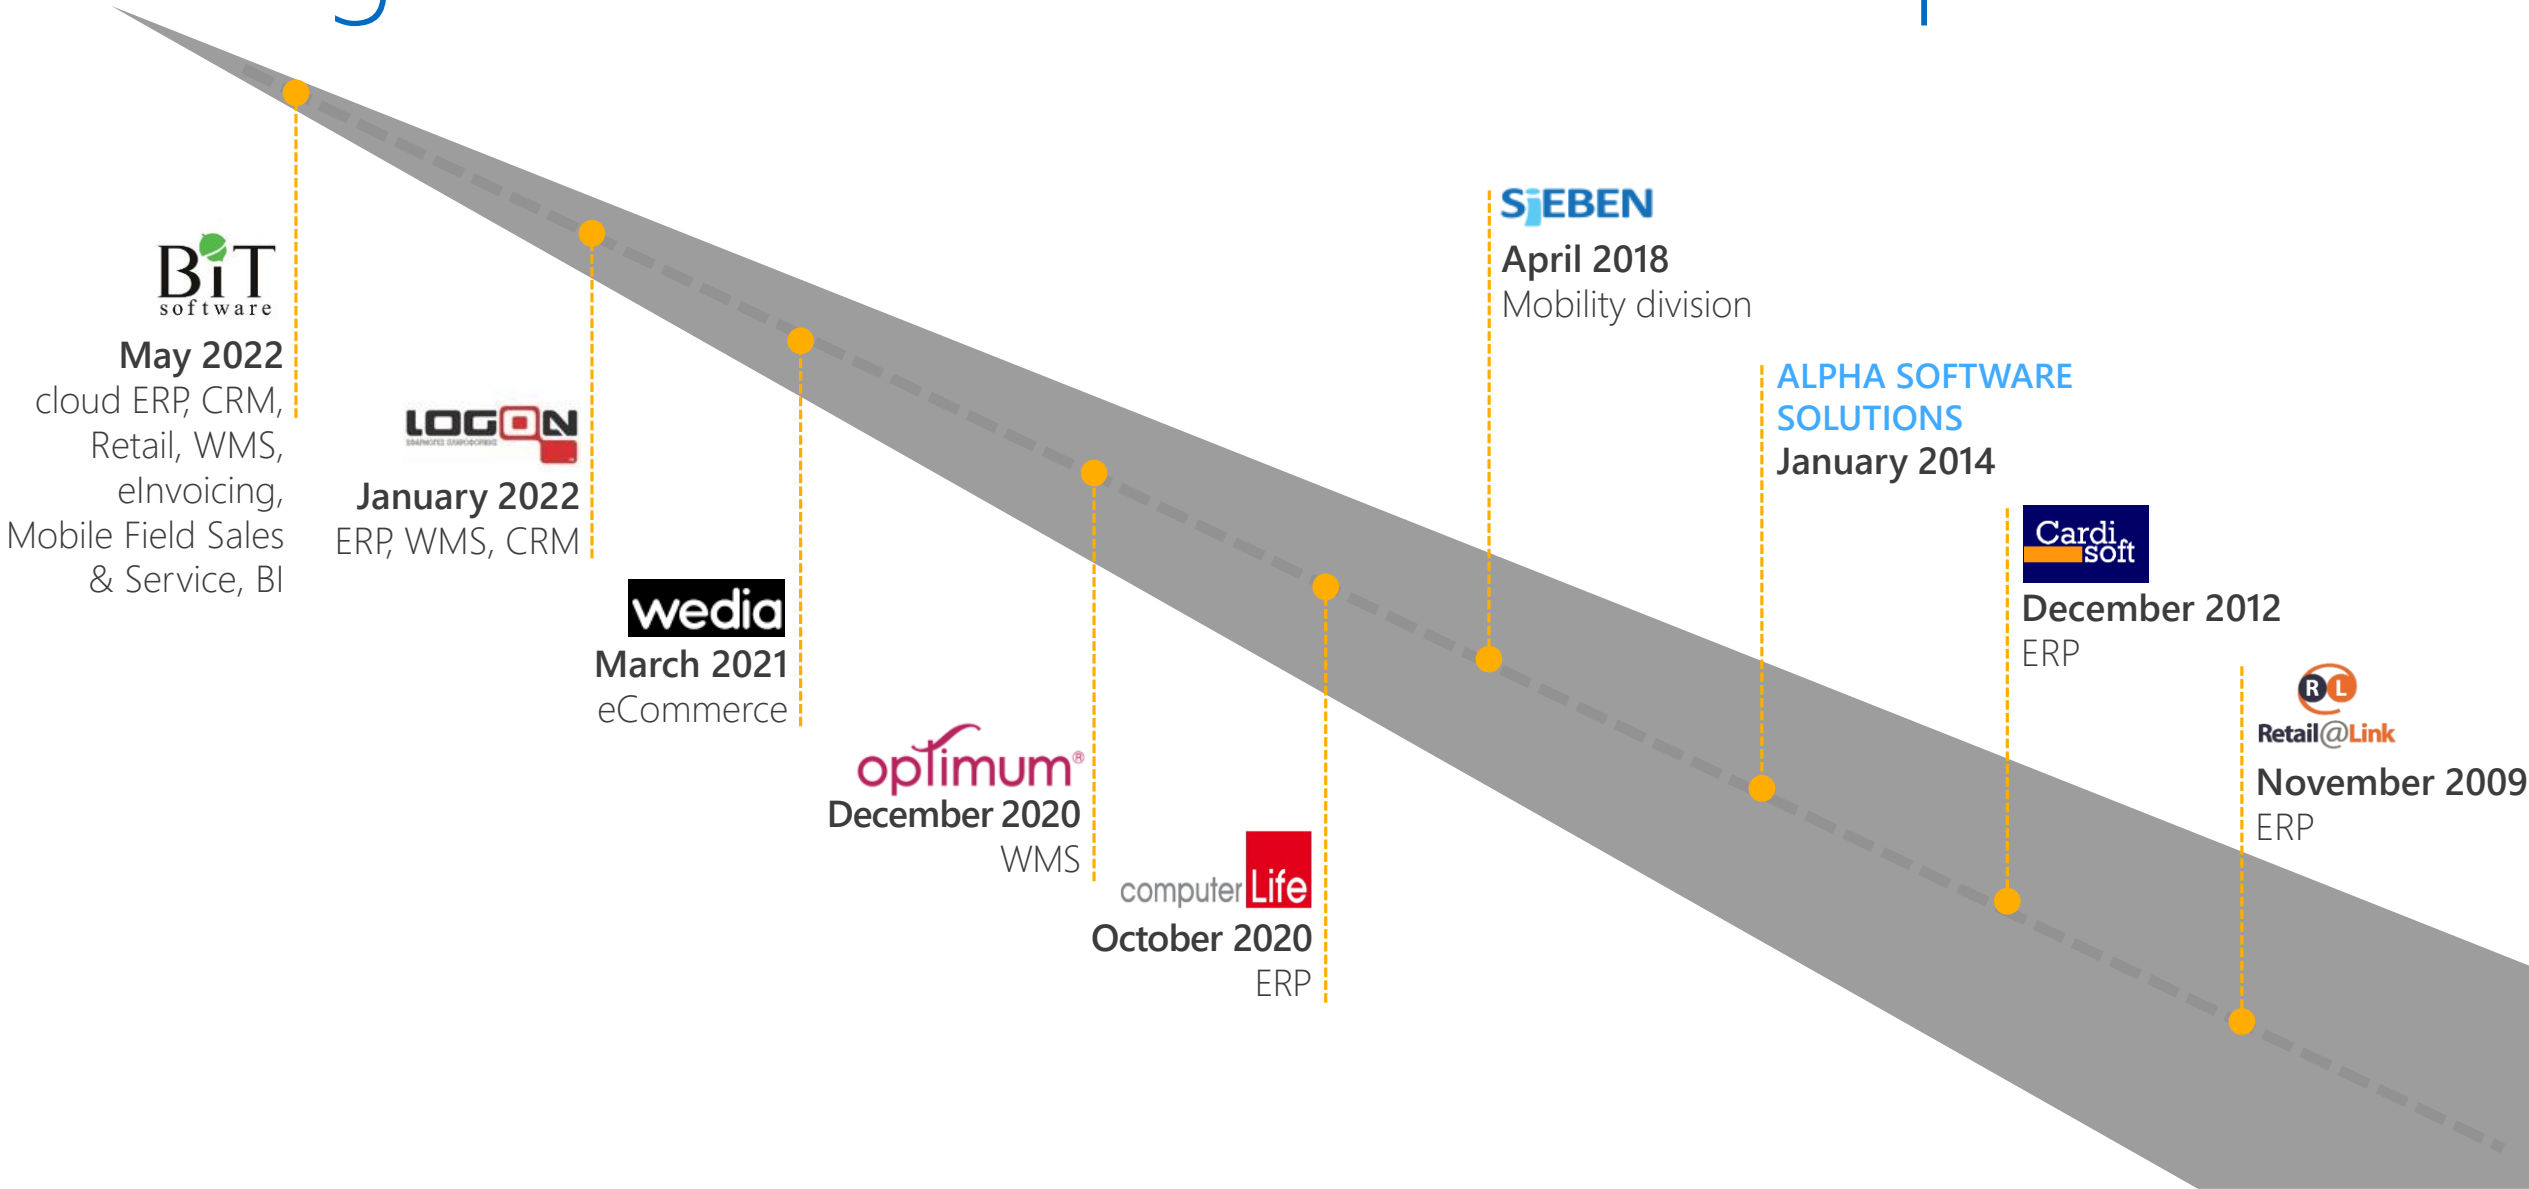 BiT
software
May 2022
cloud ERP, CRM,
Retail, WMS,
eInvoicing,
Mobile Field Sales
& Service, BI
LOGON
January 2022
ERP, WMS, CRM
wedia
March 2021
eCommerce
optimum®
December 2020
WMS
computer Life
October 2020
ERP
SiEBEN
April 2018
Mobility division
ALPHA SOFTWARE
SOLUTIONS
January 2014
Cardi
soft
December 2012
ERP
RL
Retail@Link
November 2009
ERP